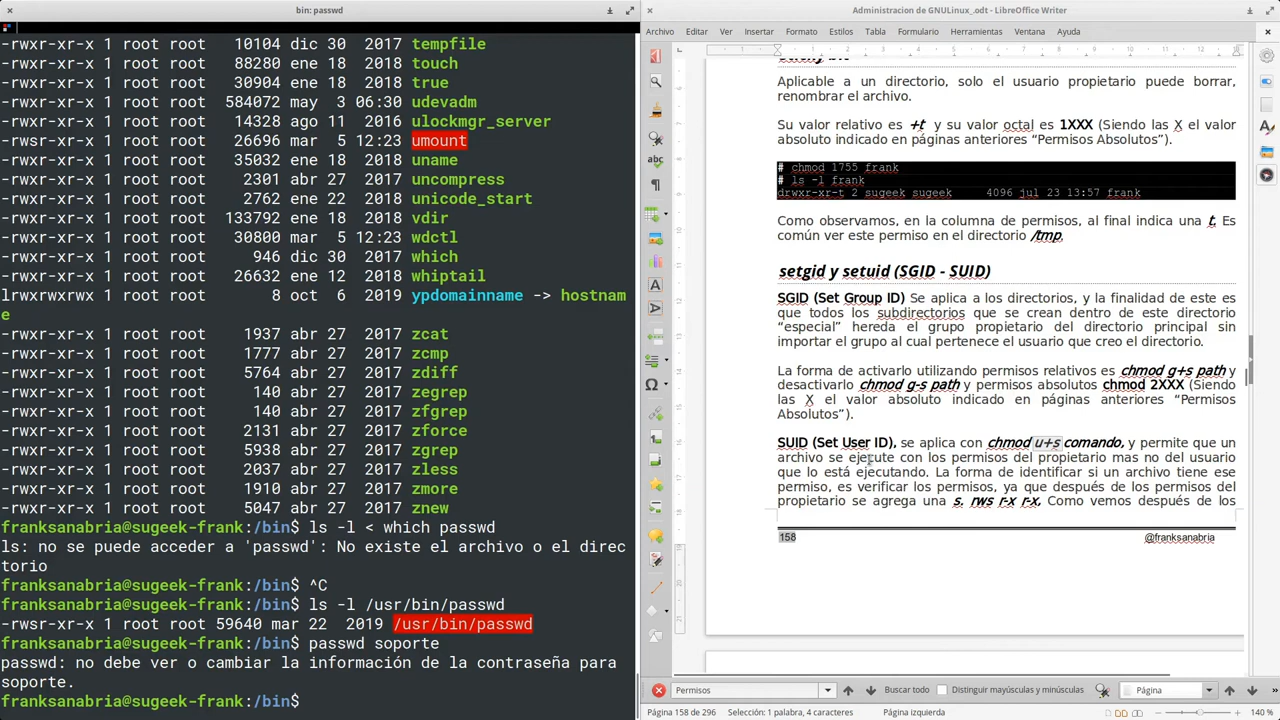 bin: passwd
-rwxr-xr-x 1 root root 10104 dic 30 2017 tempfile
-rwxr-xr-x 1 root root 88280 ene 18 2018 touch
-rwxr-xr-x 1 root root 30904 ene 18 2018 true
-rwxr-xr-x 1 root root 584072 may 3 06:30 udevadm
-rwxr-xr-x 1 root root 14328 ago 11 2016 ulockmgr_server
-rwsr-xr-x 1 root root 26696 mar 5 12:23 umount
-rwxr-xr-x 1 root root 35032 ene 18 2018 uname
-rwxr-xr-x 1 root root 2301 abr 27 2017 uncompress
-rwxr-xr-x 1 root root 2762 ene 22 2018 unicode_start
-rwxr-xr-x 1 root root 133792 ene 18 2018 vdir
-rwxr-xr-x 1 root root 30800 mar 5 12:23 wdctl
-rwxr-xr-x 1 root root 946 dic 30 2017 which
-rwxr-xr-x 1 root root 26632 ene 12 2018 whiptail
lrwxrwxrwx 1 root root 8 oct 6 2019 ypdomainname -> hostnam
e
-rwxr-xr-x 1 root root 1937 abr 27 2017 zcat
-rwxr-xr-x 1 root root 1777 abr 27 2017 zcmp
-rwxr-xr-x 1 root root 5764 abr 27 2017 zdiff
-rwxr-xr-x 1 root root 140 abr 27 2017 zegrep
-rwxr-xr-x 1 root root 140 abr 27 2017 zfgrep
-rwxr-xr-x 1 root root 2131 abr 27 2017 zforce
-rwxr-xr-x 1 root root 5938 abr 27 2017 zgrep
-rwxr-xr-x 1 root root 2037 abr 27 2017 zless
-rwxr-xr-x 1 root root 1910 abr 27 2017 zmore
-rwxr-xr-x 1 root root 5047 abr 27 2017 znew
franksanabria@sugeek-frank:/bin$ ls -l < which passwd
ls: no se puede acceder a 'passwd': No existe el archivo o el direc
torio
franksanabria@sugeek-frank:/bin$ ^C
franksanabria@sugeek-frank:/bin$ ls -l /usr/bin/passwd
-rwsr-xr-x 1 root root 59640 mar 22 2019 /usr/bin/passwd
franksanabria@sugeek-frank:/bin$ passwd soporte
passwd: no debe ver o cambiar la información de la contraseña para
soporte.
franksanabria@sugeek-frank:/bin$
Administracion de GNULinux_.odt - LibreOffice Writer
Archivo Editar Ver Insertar Formato Estilos Tabla Formulario Herramientas Ventana Ayuda
Aplicable a un directorio, solo el usuario propietario puede borrar,
renombrar el archivo.
Su valor relativo es +t y su valor octal es 1XXX (Siendo las X el valor
absoluto indicado en páginas anteriores “Permisos Absolutos”).
# chmod 1755 frank
# ls -l frank
drwxr-xr-t 2 sugeek sugeek 4096 jul 23 13:57 frank
Como observamos, en la columna de permisos, al final indica una t. Es
común ver este permiso en el directorio /tmp.
setgid y setuid (SGID - SUID)
SGID (Set Group ID) Se aplica a los directorios, y la finalidad de este es
que todos los subdirectorios que se crean dentro de este directorio
“especial” hereda el grupo propietario del directorio principal sin
importar el grupo al cual pertenece el usuario que creo el directorio.
La forma de activarlo utilizando permisos relativos es chmod g+s path y
desactivarlo chmod g-s path y permisos absolutos chmod 2XXX (Siendo
las X el valor absoluto indicado en páginas anteriores “Permisos
Absolutos”).
SUID (Set User ID), se aplica con chmod u+s comando, y permite que un
archivo se ejecute con los permisos del propietario mas no del usuario
que lo está ejecutando. La forma de identificar si un archivo tiene ese
permiso, es verificar los permisos, ya que después de los permisos del
propietario se agrega una s. rws r-x r-x, Como vemos después de los
158 @franksanabria
Permisos Buscar todo Distinguir mayúsculas y minúsculas Página
Página 158 de 296 Selección: 1 palabra, 4 caracteres Página izquierda 140 %